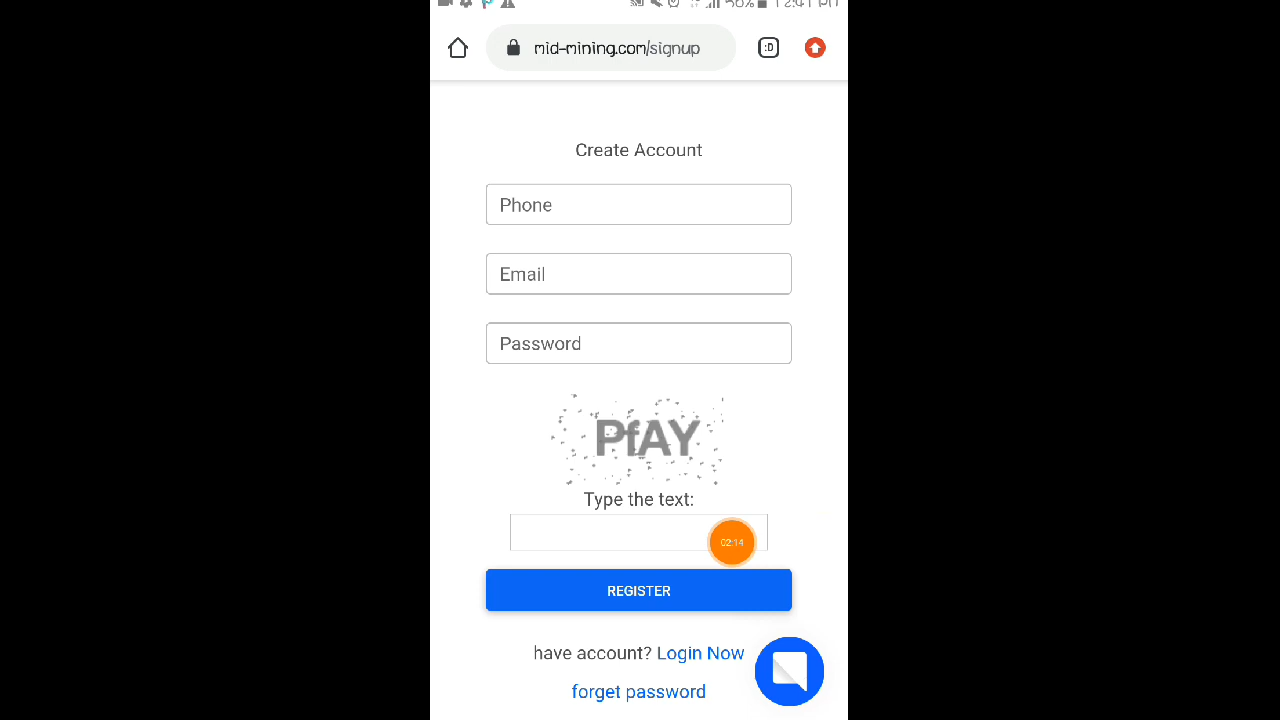 mid-mining.com/signup
:D
Create Account
Phone
Email
Password
PfAY
Type the text:
02:14
REGISTER
have account? Login Now
forget password